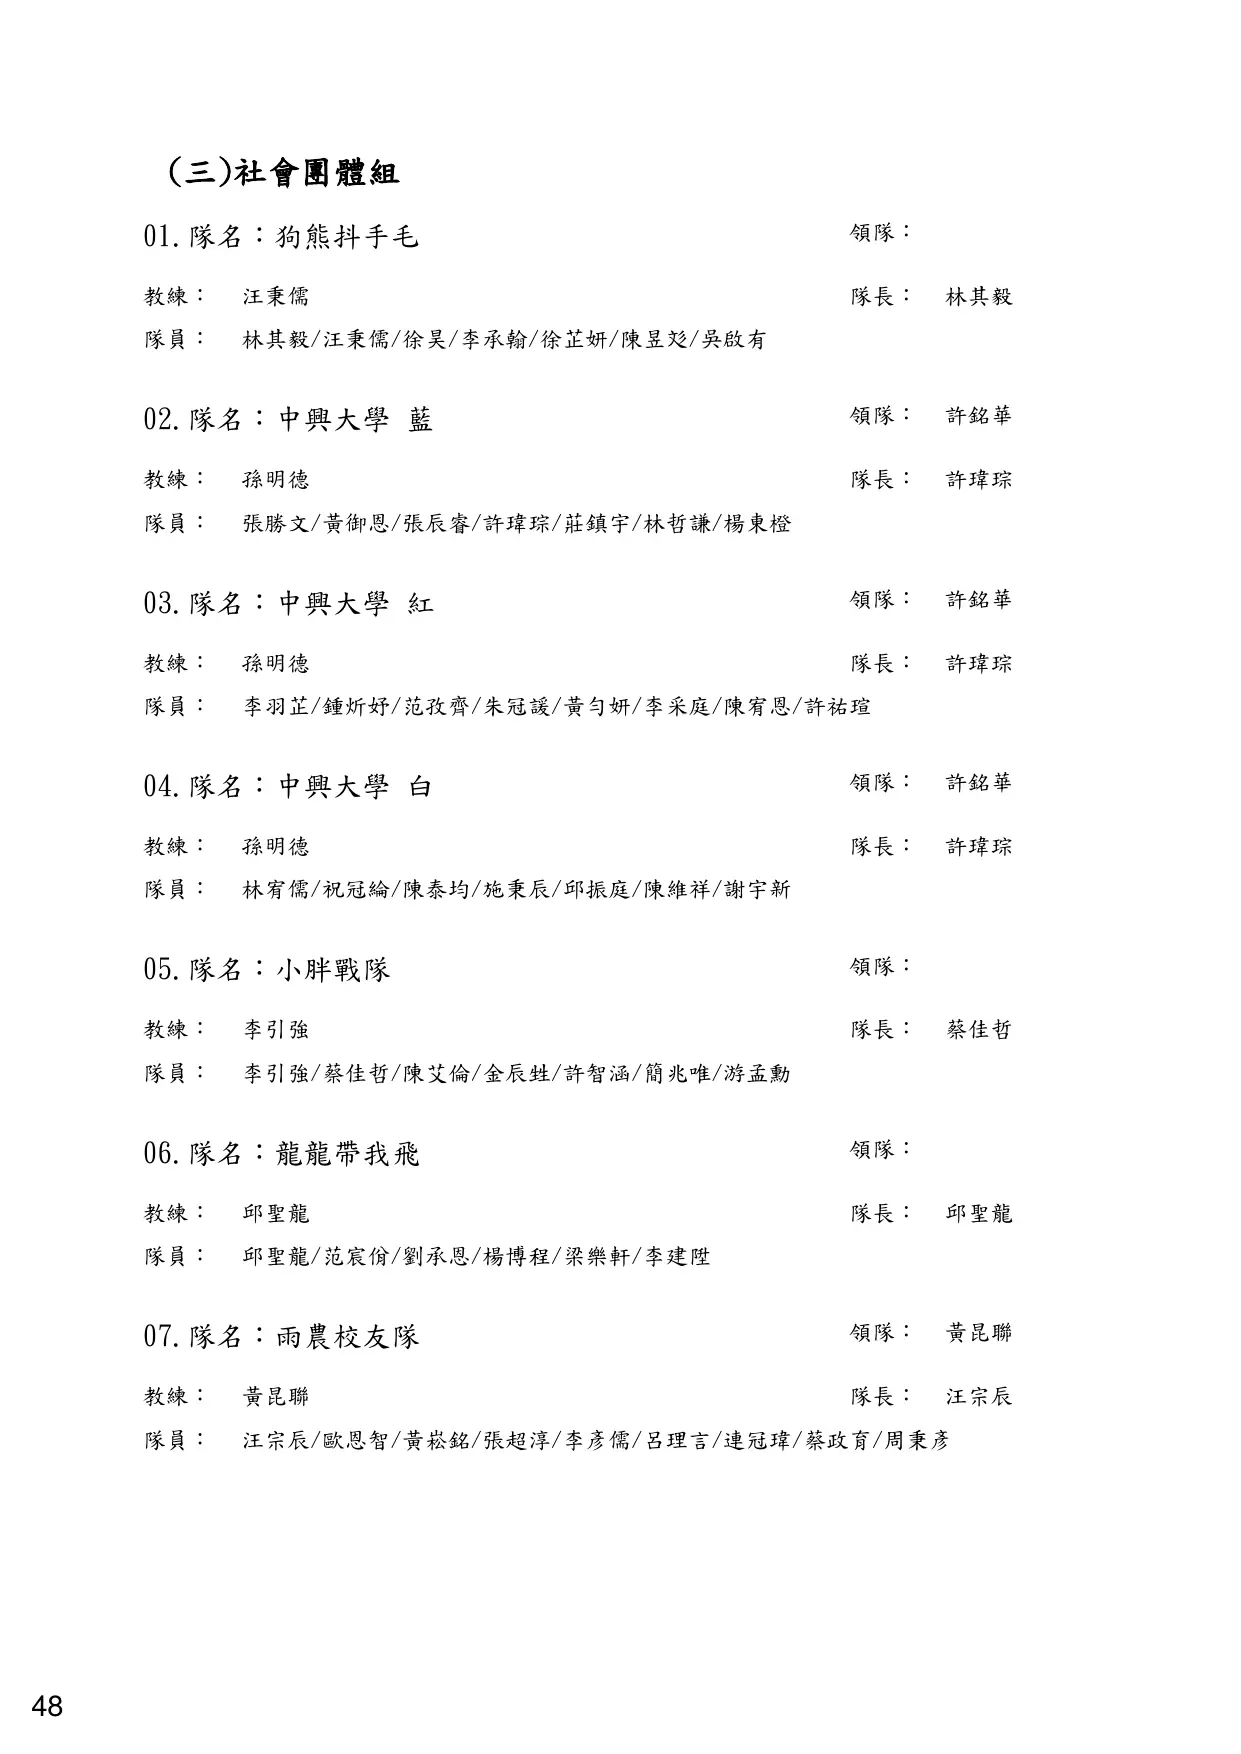 (三)社會團體組
01.隊名：狗熊抖手毛 領隊：
教練： 汪秉儒 隊長： 林其毅
隊員： 林其毅/汪秉儒/徐昊/李承翰/徐芷妍/陳昱彣/吳啟有
02.隊名：中興大學 藍 領隊： 許銘華
教練： 孫明德 隊長： 許瑋琮
隊員： 張勝文/黃御恩/張辰睿/許瑋琮/莊鎮宇/林哲謙/楊東橙
03.隊名：中興大學 紅 領隊： 許銘華
教練： 孫明德 隊長： 許瑋琮
隊員： 李羽芷/鍾炘妤/范孜齊/朱冠諼/黃勻妍/李采庭/陳宥恩/許祐瑄
04.隊名：中興大學 白 領隊： 許銘華
教練： 孫明德 隊長： 許瑋琮
隊員： 林宥儒/祝冠綸/陳泰均/施秉辰/邱振庭/陳維祥/謝宇新
05.隊名：小胖戰隊 領隊：
教練： 李引強 隊長： 蔡佳哲
隊員： 李引強/蔡佳哲/陳艾倫/金辰甡/許智涵/簡兆唯/游孟勳
06.隊名：龍龍帶我飛 領隊：
教練： 邱聖龍 隊長： 邱聖龍
隊員： 邱聖龍/范宸佾/劉承恩/楊博程/梁樂軒/李建陞
07.隊名：雨農校友隊 領隊： 黃昆聯
教練： 黃昆聯 隊長： 汪宗辰
隊員： 汪宗辰/歐恩智/黃崧銘/張超淳/李彥儒/呂理言/連冠瑋/蔡政育/周秉彥
48